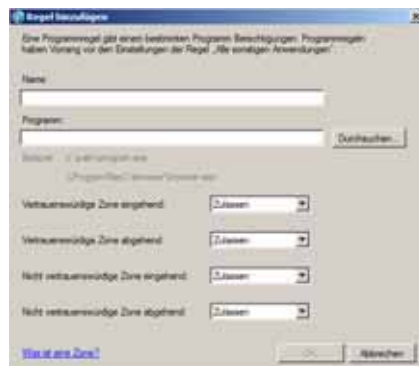 Regel hinzufügen
Eine Programmregel gibt einem bestimmten Programm Berechtigungen. Programmregeln
haben Vorrang vor den Einstellungen der Regel „Alle sonstigen Anwendungen“.
Name:
Programm:
Durchsuchen...
Beispiel:
Vertrauenswürdige Zone eingehend:
Zulassen
Vertrauenswürdige Zone abgehend:
Zulassen
Nicht vertrauenswürdige Zone eingehend:
Zulassen
Nicht vertrauenswürdige Zone abgehend:
Zulassen
Was ist eine Zone?
OK
Abbrechen